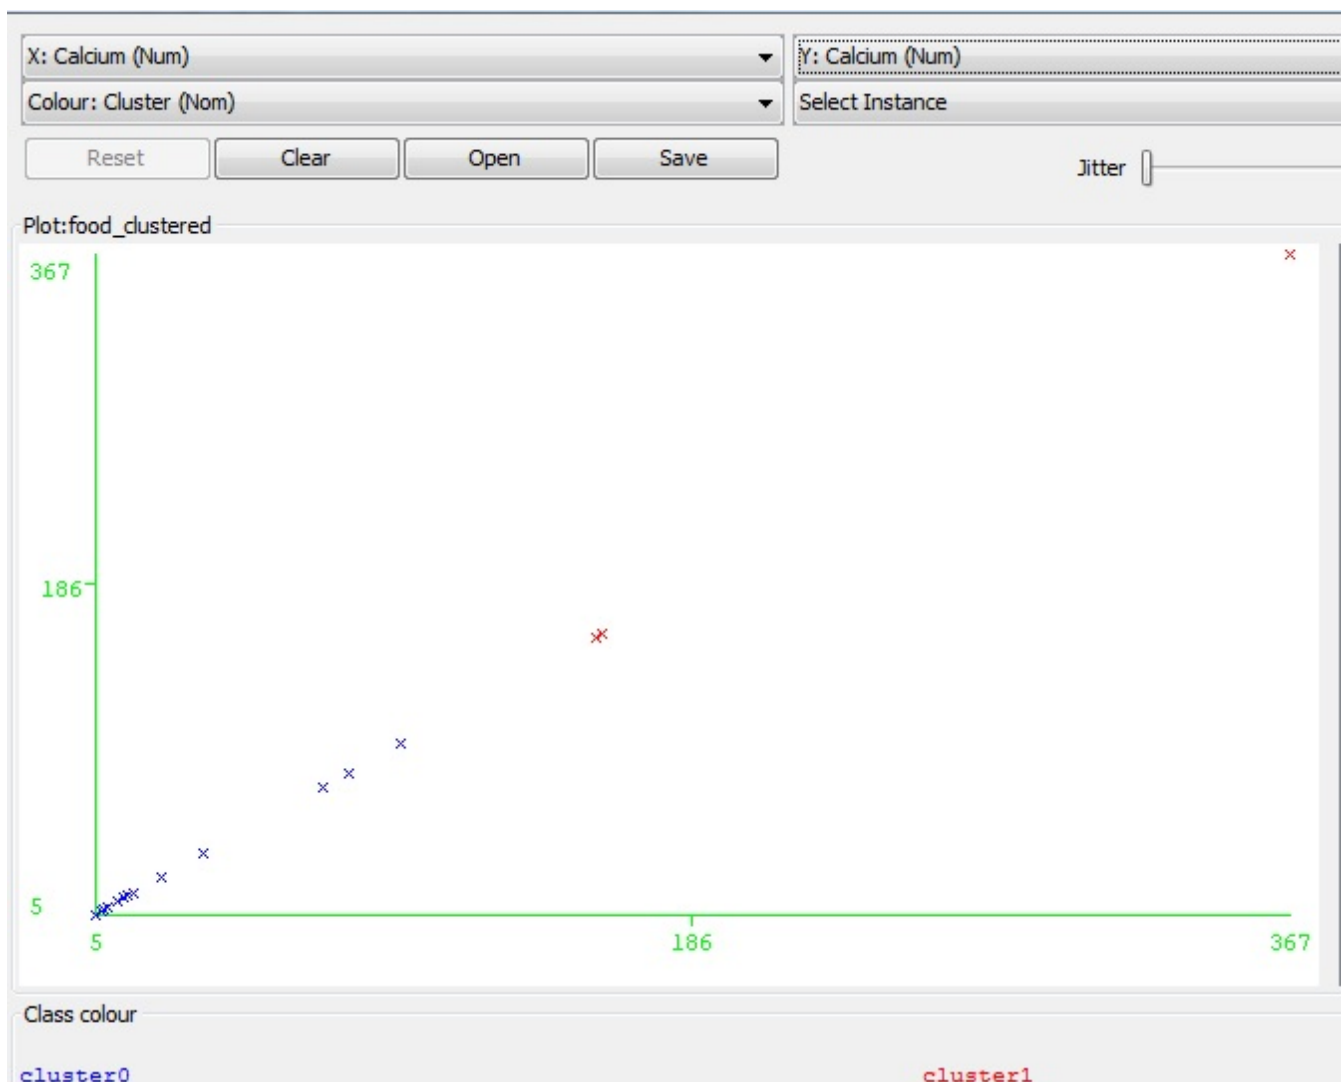 X: Calcium (Num) Y: Calcium (Num)
Colour: Cluster (Nom) Select Instance
Reset Clear Open Save Jitter
Plot:food_clustered
367
186
5
5 186 367
Class colour
cluster0 cluster1